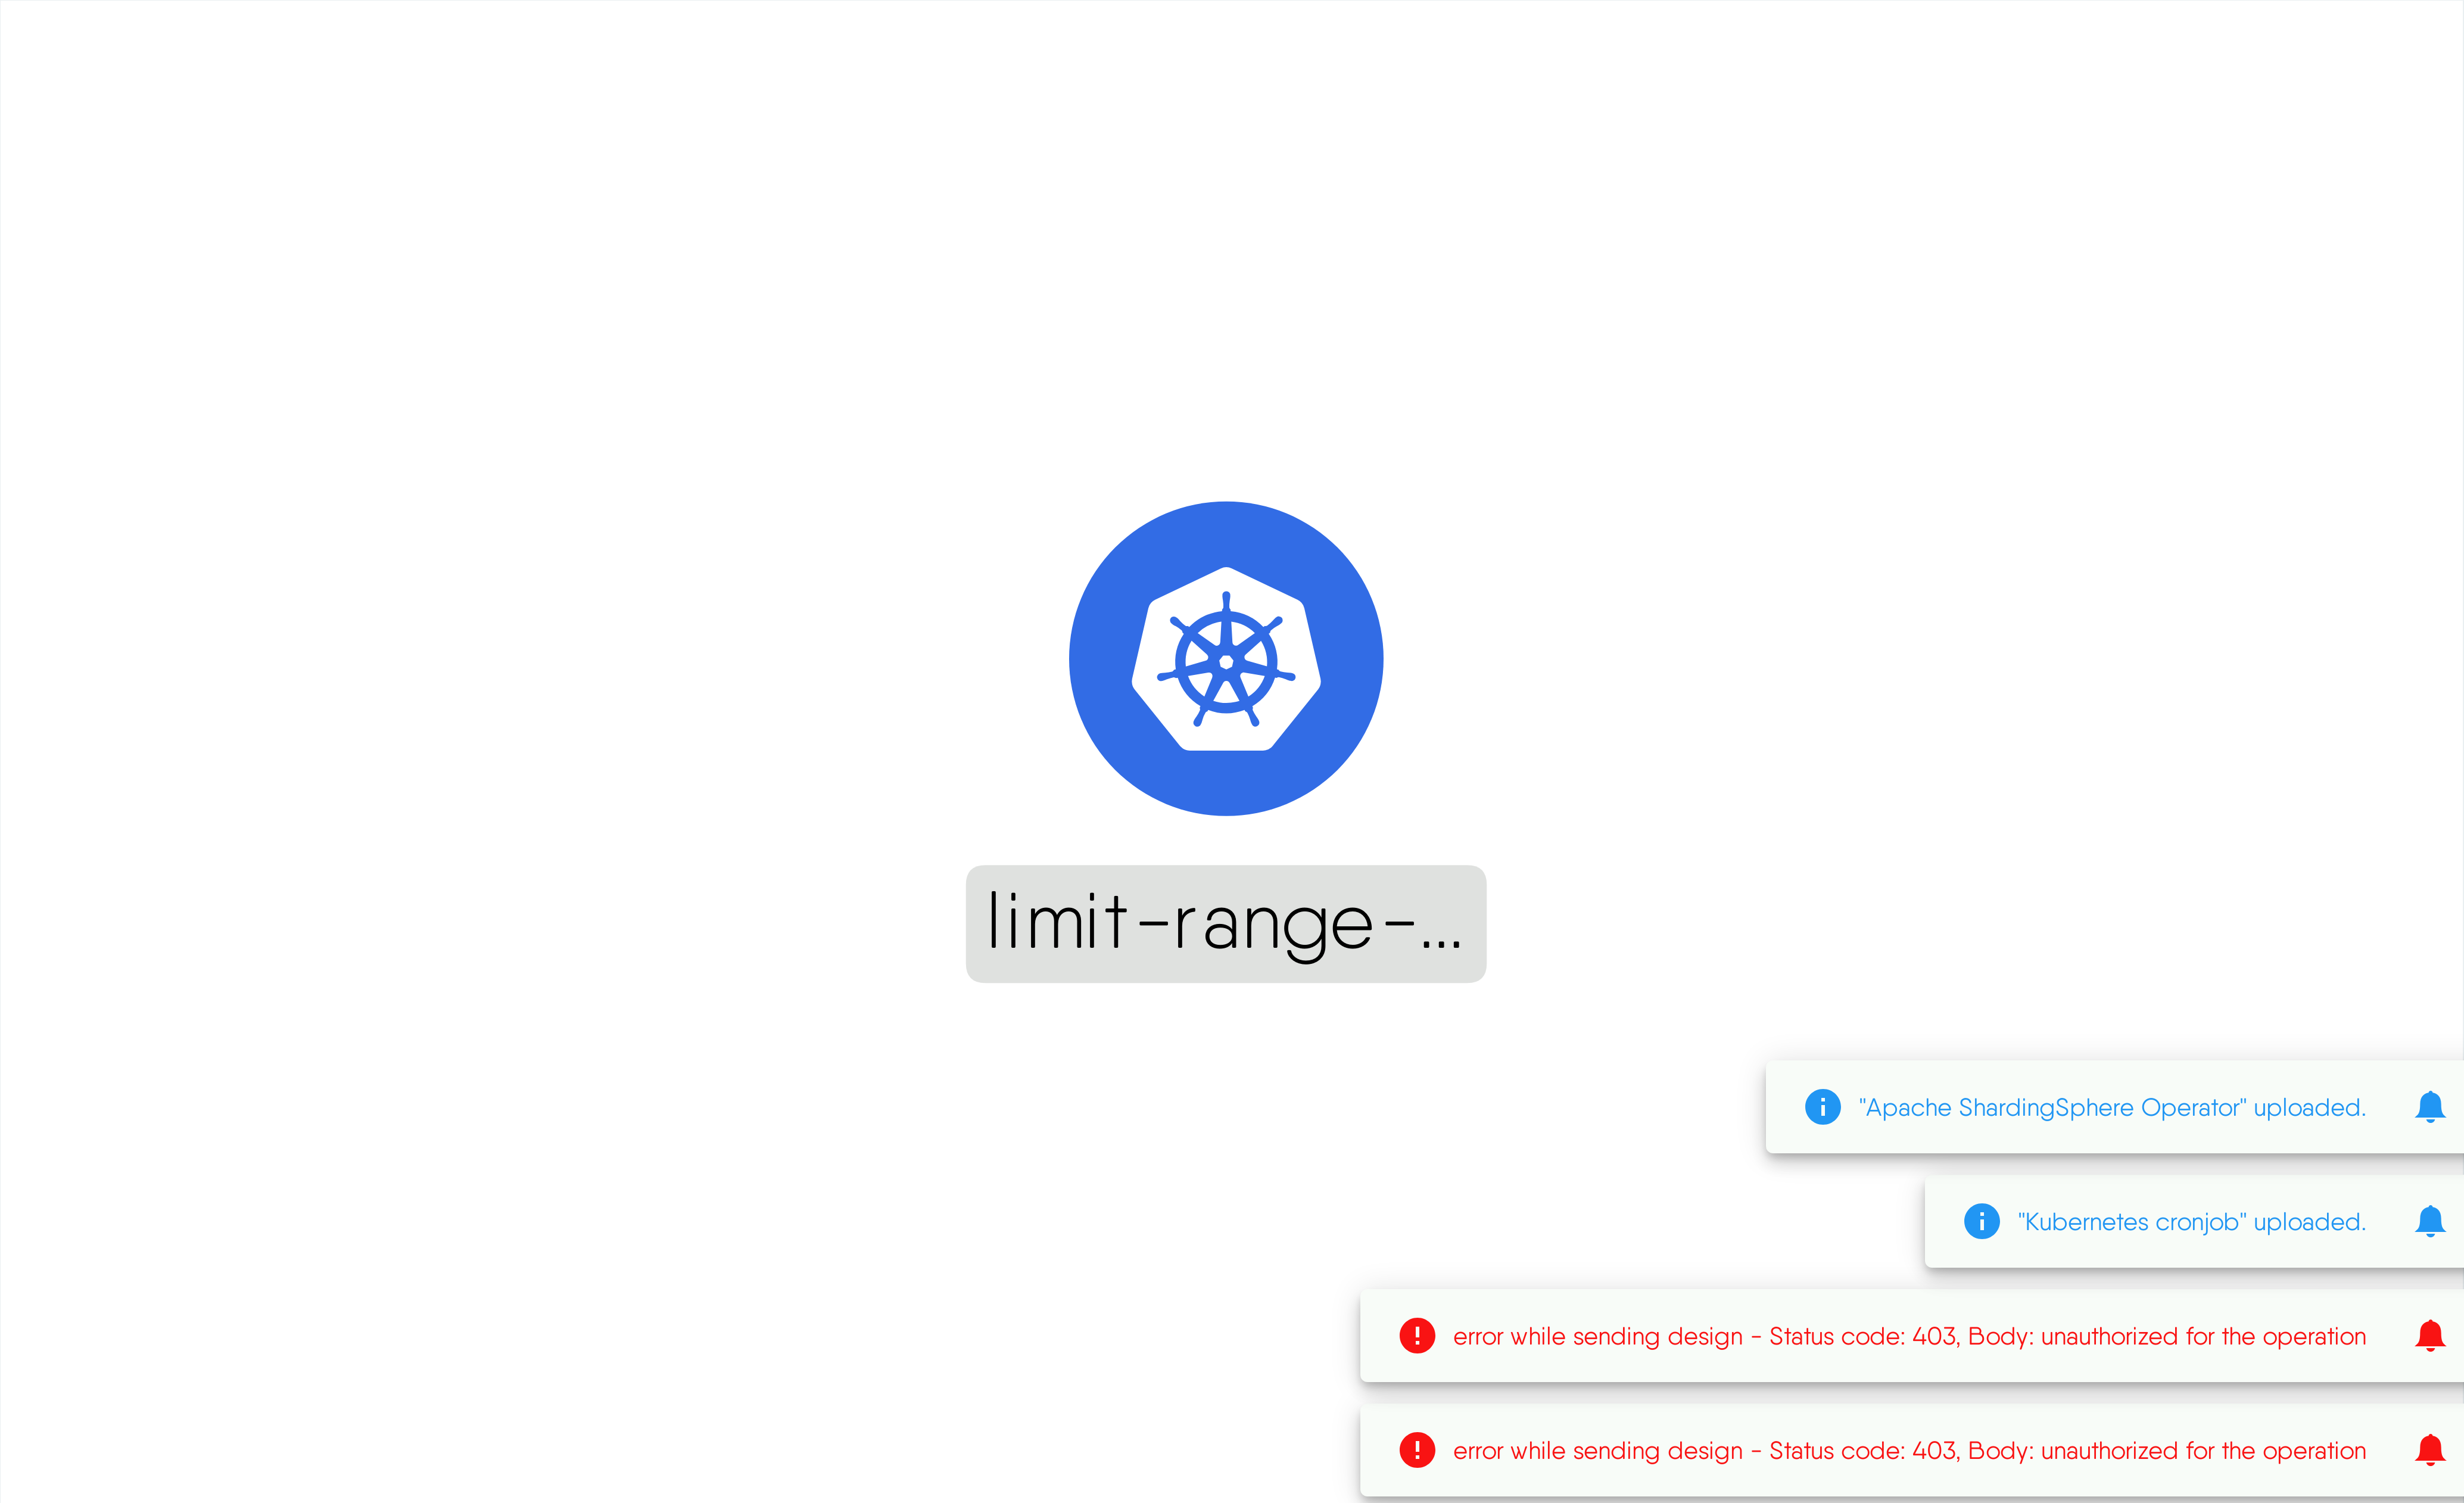 limit-range-...
"Apache ShardingSphere Operator" uploaded.
"Kubernetes cronjob" uploaded.
error while sending design - Status code: 403, Body: unauthorized for the operation
error while sending design - Status code: 403, Body: unauthorized for the operation